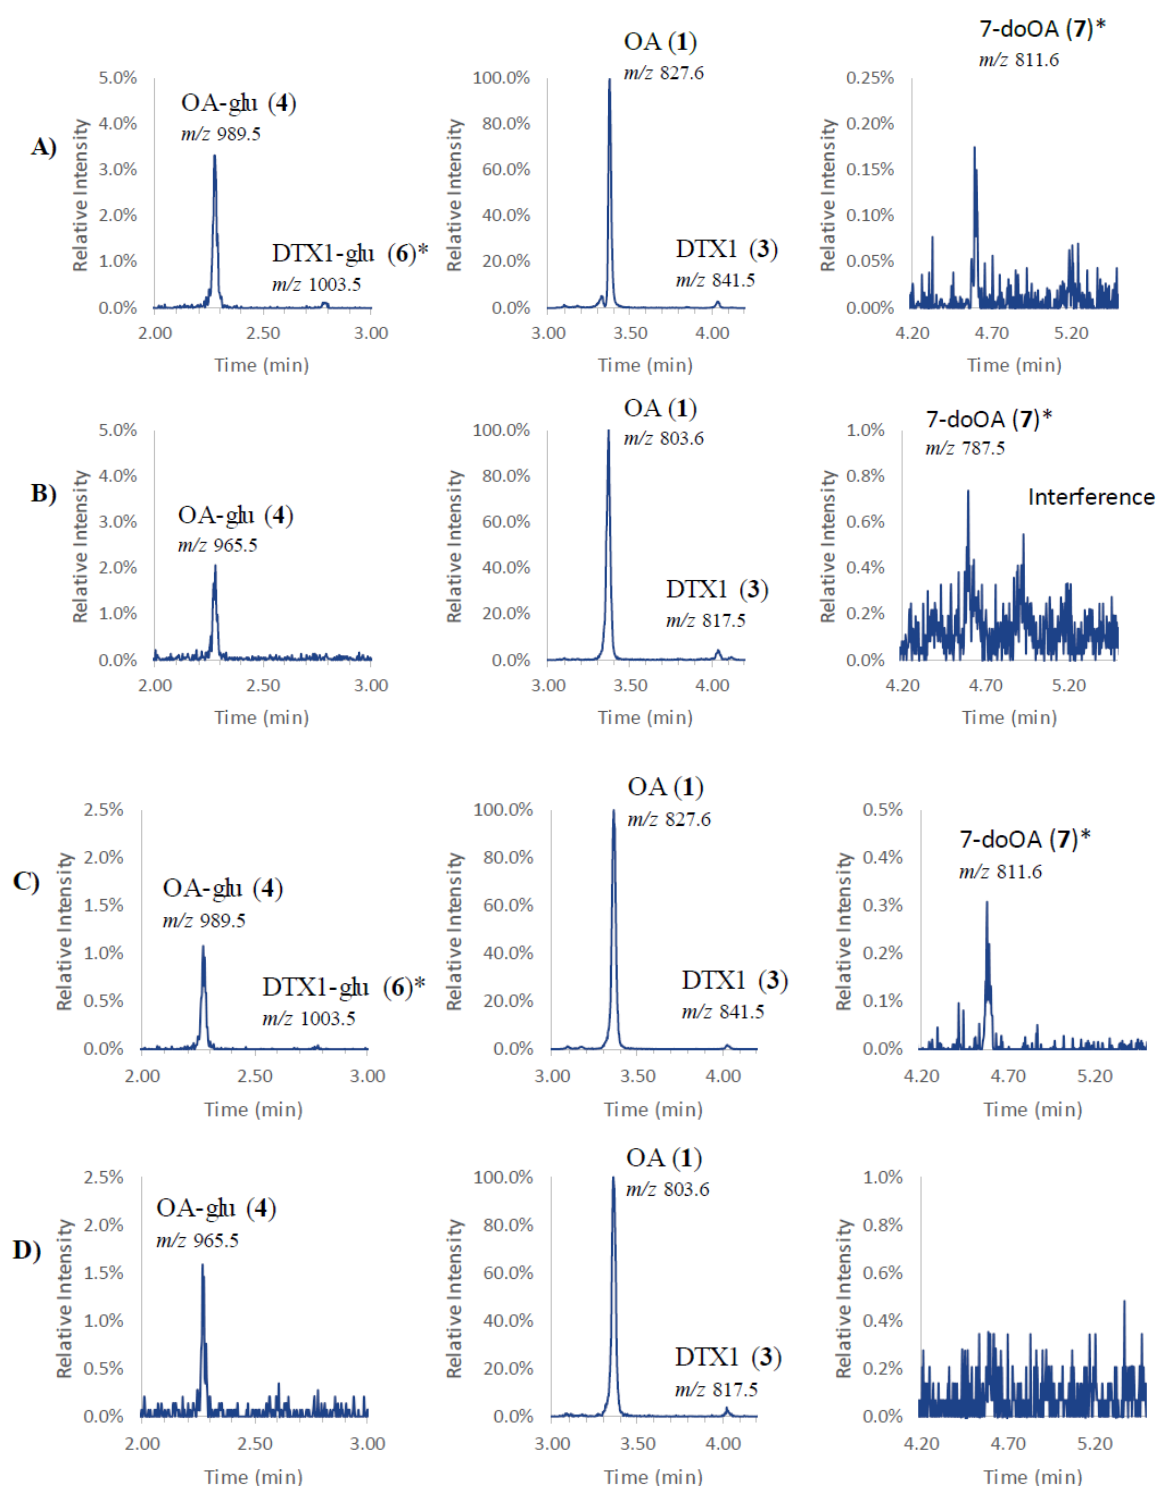 A)
5.0%
4.0%
3.0%
2.0%
1.0%
0.0%
Relative Intensity
OA-glu (4)
m/z 989.5
DTX1-glu (6)*
m/z 1003.5
2.00 2.50 3.00
Time (min)
100.0%
80.0%
60.0%
40.0%
20.0%
0.0%
Relative Intensity
OA (1)
m/z 827.6
DTX1 (3)
m/z 841.5
3.00 3.50 4.00
Time (min)
7-doOA (7)*
m/z 811.6
0.25%
0.20%
0.15%
0.10%
0.05%
0.00%
Relative Intensity
4.20 4.70 5.20
Time (min)
B)
5.0%
4.0%
3.0%
2.0%
1.0%
0.0%
Relative Intensity
OA-glu (4)
m/z 965.5
2.00 2.50 3.00
Time (min)
100.0%
80.0%
60.0%
40.0%
20.0%
0.0%
Relative Intensity
OA (1)
m/z 803.6
DTX1 (3)
m/z 817.5
3.00 3.50 4.00
Time (min)
7-doOA (7)*
m/z 787.5
Interference
1.0%
0.8%
0.6%
0.4%
0.2%
0.0%
Relative Intensity
4.20 4.70 5.20
Time (min)
C)
2.5%
2.0%
1.5%
1.0%
0.5%
0.0%
Relative Intensity
OA-glu (4)
m/z 989.5
DTX1-glu (6)*
m/z 1003.5
2.00 2.50 3.00
Time (min)
100.0%
80.0%
60.0%
40.0%
20.0%
0.0%
Relative Intensity
OA (1)
m/z 827.6
DTX1 (3)
m/z 841.5
3.00 3.50 4.00
Time (min)
0.5%
0.4%
0.3%
0.2%
0.1%
0.0%
Relative Intensity
7-doOA (7)*
m/z 811.6
4.20 4.70 5.20
Time (min)
D)
2.5%
2.0%
1.5%
1.0%
0.5%
0.0%
Relative Intensity
OA-glu (4)
m/z 965.5
2.00 2.50 3.00
Time (min)
100.0%
80.0%
60.0%
40.0%
20.0%
0.0%
Relative Intensity
OA (1)
m/z 803.6
DTX1 (3)
m/z 817.5
3.00 3.50 4.00
Time (min)
1.0%
0.8%
0.6%
0.4%
0.2%
0.0%
Relative Intensity
4.20 4.70 5.20
Time (min)